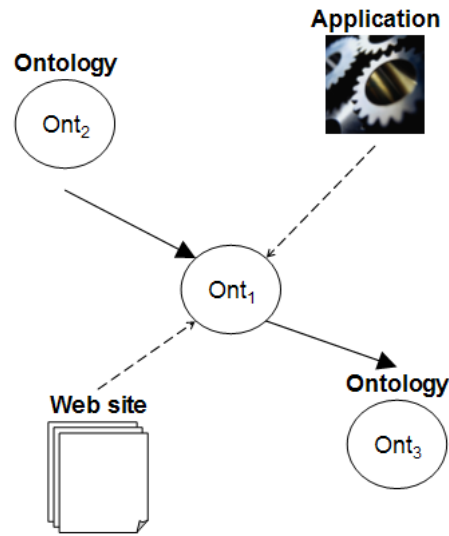 Application
Ontology
Ont₂
Ont₁
Ontology
Web site
Ont₃